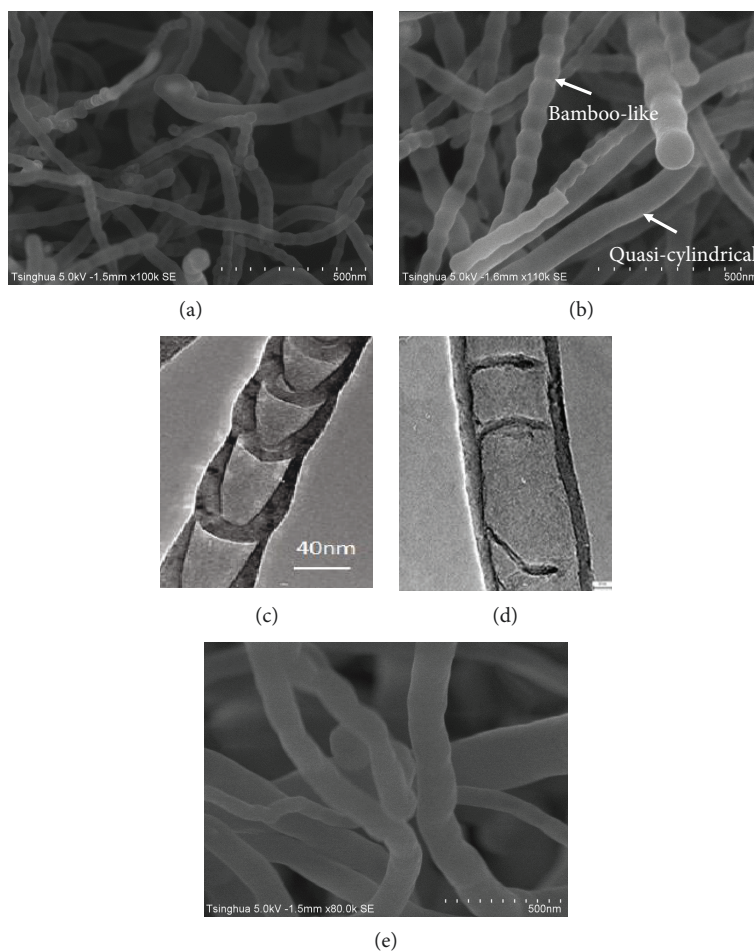 Tsinghua 5.0kV -1.5mm x100k SE
500nm
(a)
Bamboo-like
Quasi-cylindrical
Tsinghua 5.0kV -1.6mm x110k SE
500nm
(b)
40nm
(c)
(d)
Tsinghua 5.0kV -1.5mm x80.0k SE
500nm
(e)